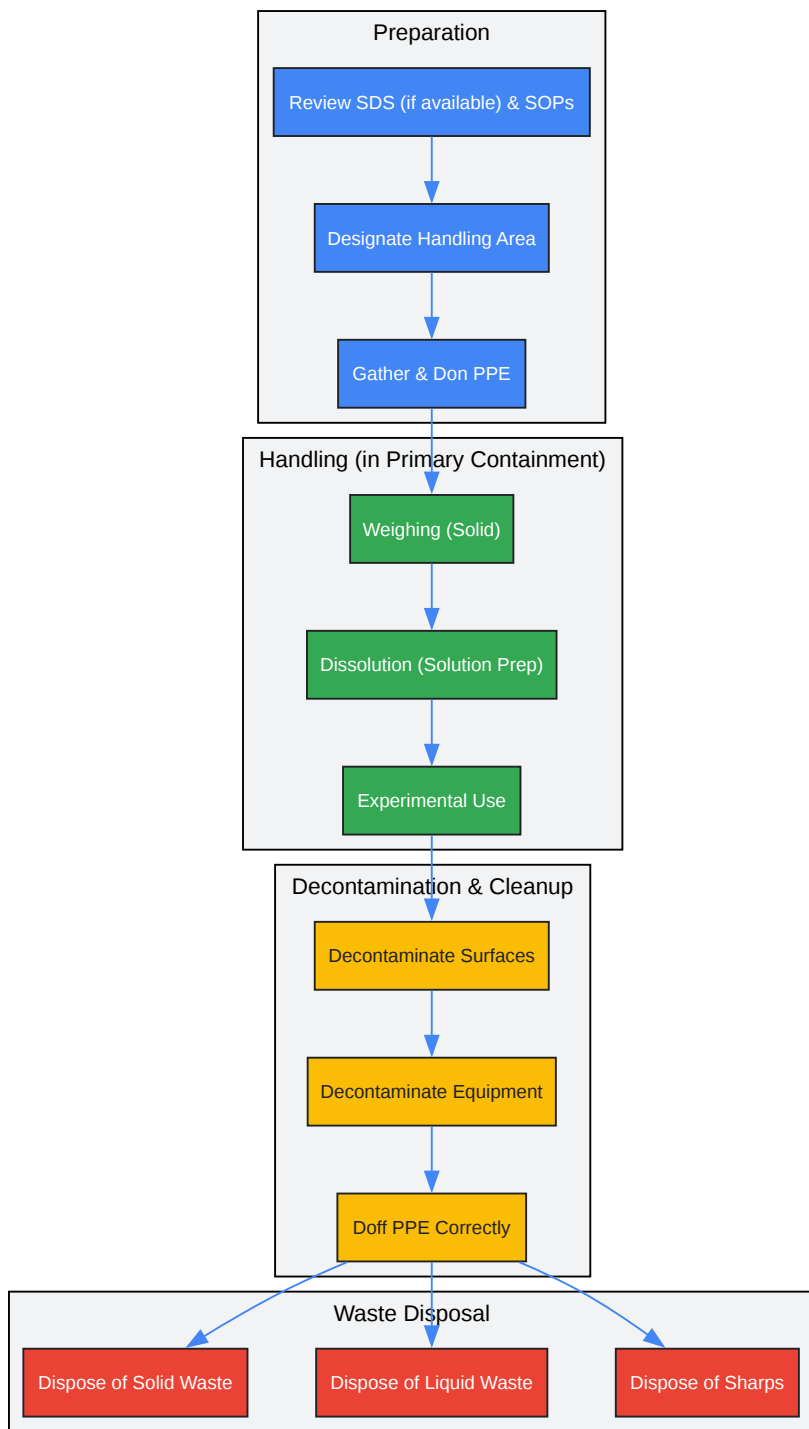 Preparation
Review SDS (if available) & SOPs
Designate Handling Area
Gather & Don PPE
Handling (in Primary Containment)
Weighing (Solid)
Dissolution (Solution Prep)
Experimental Use
Decontamination & Cleanup
Decontaminate Surfaces
Decontaminate Equipment
Doff PPE Correctly
Waste Disposal
Dispose of Solid Waste
Dispose of Liquid Waste
Dispose of Sharps